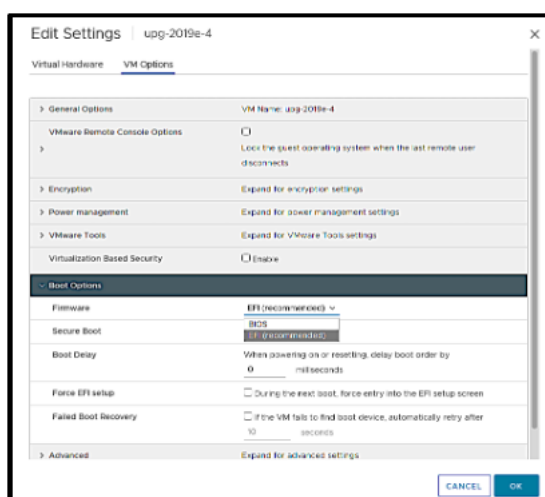 Edit Settings | upg-2019e-4
Virtual Hardware VM Options
General Options VM Name: upg-2019e-4
VMware Remote Console Options
Lock the guest operating system when the last remote user
disconnects
Encryption Expand for encryption settings
Power management Expand for power management settings
VMware Tools Expand for VMware Tools settings
Virtualization Based Security Enable
Boot Options
Firmware EFI (recommended)
BIOS
EFI (recommended)
Secure Boot
Boot Delay When powering on or resetting, delay boot order by
0 milliseconds
Force EFI setup During the next boot, force entry into the EFI setup screen
Failed Boot Recovery If the VM fails to find boot device, automatically retry after
10 seconds
Advanced Expand for advanced settings
CANCEL OK